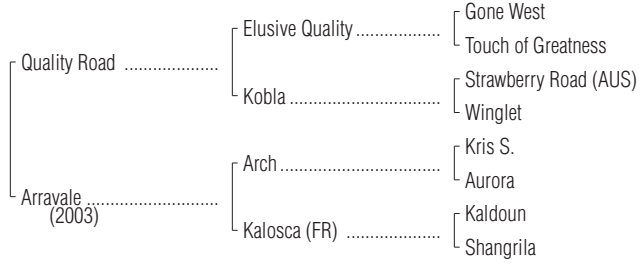 Gone West
Elusive Quality ..................
Touch of Greatness
Quality Road ....................
Strawberry Road (AUS)
Kobla ................................
Winglet
Kris S.
Arch ..................................
Aurora
Arravale ............................
(2003)
Kaldoun
Kalosca (FR) ....................
Shangrila